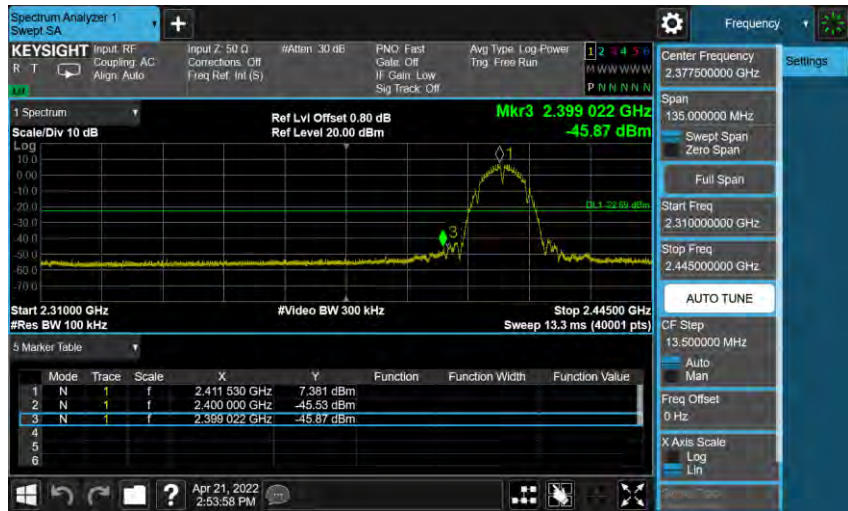 Spectrum Analyzer 1
Swept SA
+
Frequency
KEYSIGHT
R T
Input: RF
Coupling: AC
Align: Auto
Input Z: 50 Ω
Corrections: Off
Freq Ref: Int (S)
#Atten: 30 dB
PNO: Fast
Gate: Off
IF Gain: Low
Sig Track: Off
Avg Type: Log-Power
Trig: Free Run
1 2 3 4 5 6
M W W W W W
P N N N N N
Settings
Center Frequency
2.377500000 GHz
Span
135.000000 MHz
Swept Span
Zero Span
Full Span
Start Freq
2.310000000 GHz
Stop Freq
2.445000000 GHz
AUTO TUNE
CF Step
13.500000 MHz
Auto
Man
Freq Offset
0 Hz
X Axis Scale
Log
Lin
1 Spectrum
Scale/Div 10 dB
Ref Lvl Offset 0.80 dB
Ref Level 20.00 dBm
Mkr3 2.399 022 GHz
-45.87 dBm
Log
10.0
0.00
-10.0
-20.0
-30.0
-40.0
-50.0
-60.0
-70.0
1
DL1 -22.69 dBm
3
Start 2.31000 GHz
#Video BW 300 kHz
Stop 2.44500 GHz
#Res BW 100 kHz
Sweep 13.3 ms (40001 pts)
5 Marker Table
Mode Trace Scale X Y Function Function Width Function Value
1 N 1 f 2.411 530 GHz 7.381 dBm
2 N 1 f 2.400 000 GHz -45.53 dBm
3 N 1 f 2.399 022 GHz -45.87 dBm
4
5
6
?
Apr 21, 2022
2:53:58 PM